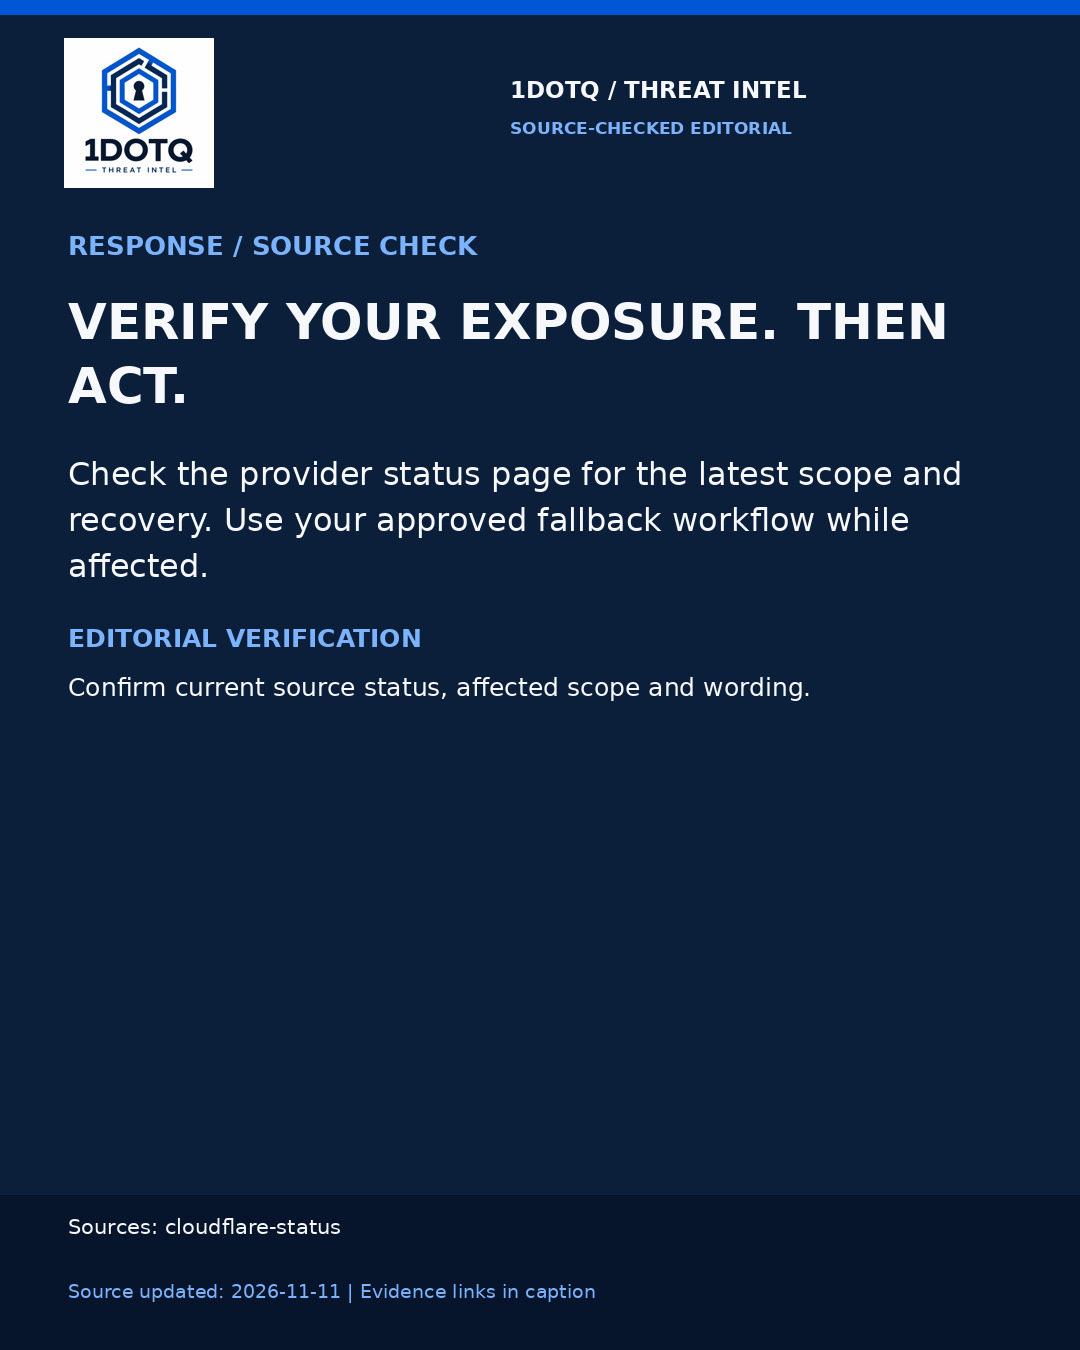 1DOTQ
THREAT INTEL
1DOTQ / THREAT INTEL
SOURCE-CHECKED EDITORIAL
RESPONSE / SOURCE CHECK
VERIFY YOUR EXPOSURE. THEN
ACT.
Check the provider status page for the latest scope and
recovery. Use your approved fallback workflow while
affected.
EDITORIAL VERIFICATION
Confirm current source status, affected scope and wording.
Sources: cloudflare-status
Source updated: 2026-11-11 | Evidence links in caption